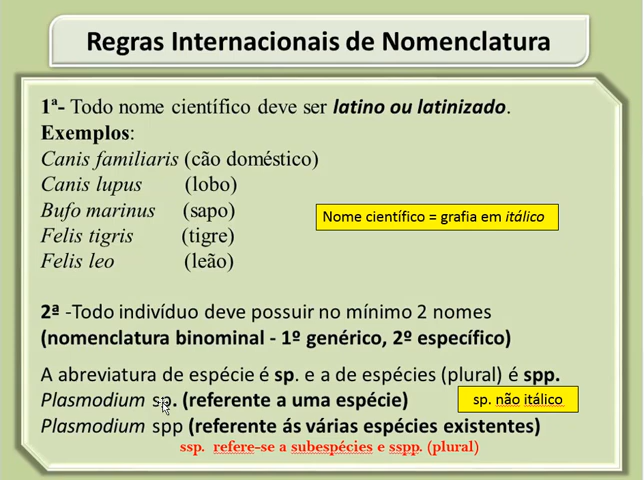 Regras Internacionais de Nomenclatura
1ª- Todo nome científico deve ser latino ou latinizado.
Exemplos:
Canis familiaris (cão doméstico)
Canis lupus (lobo)
Bufo marinus (sapo)
Nome científico = grafia em itálico
Felis tigris (tigre)
Felis leo (leão)
2ª -Todo indivíduo deve possuir no mínimo 2 nomes
(nomenclatura binominal - 1º genérico, 2º específico)
A abreviatura de espécie é sp. e a de espécies (plural) é spp.
Plasmodium sp. (referente a uma espécie)
sp. não itálico
Plasmodium spp (referente ás várias espécies existentes)
ssp. refere-se a subespécies e sspp. (plural)